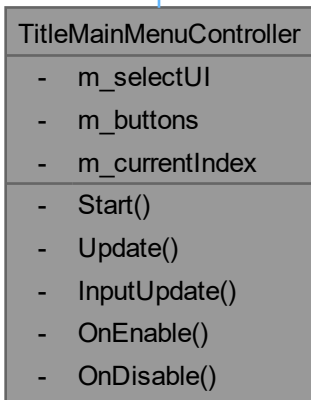 TitleMainMenuController
- m_selectUI
- m_buttons
- m_currentIndex
- Start()
- Update()
- InputUpdate()
- OnEnable()
- OnDisable()